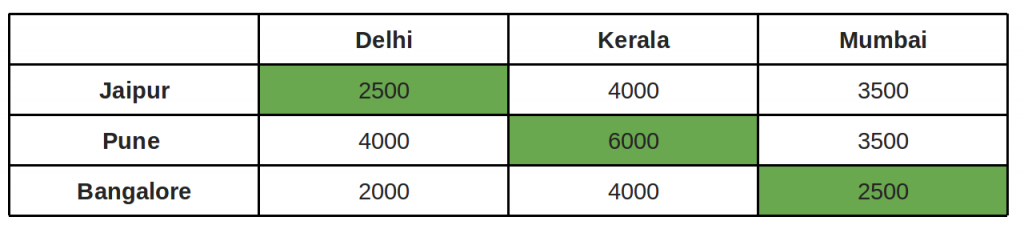 Delhi Kerala Mumbai
Jaipur 2500 4000 3500
Pune 4000 6000 3500
Bangalore 2000 4000 2500